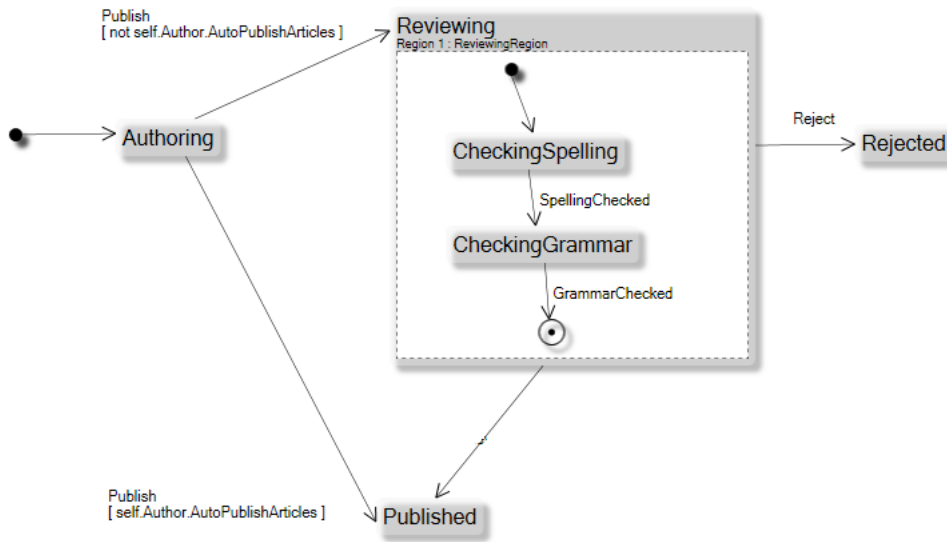 Publish
[ not self.Author.AutoPublishArticles ]
Reviewing
Region 1 : ReviewingRegion
Authoring
CheckingSpelling
SpellingChecked
CheckingGrammar
GrammarChecked
Reject
Rejected
Publish
[ self.Author.AutoPublishArticles ]
Published